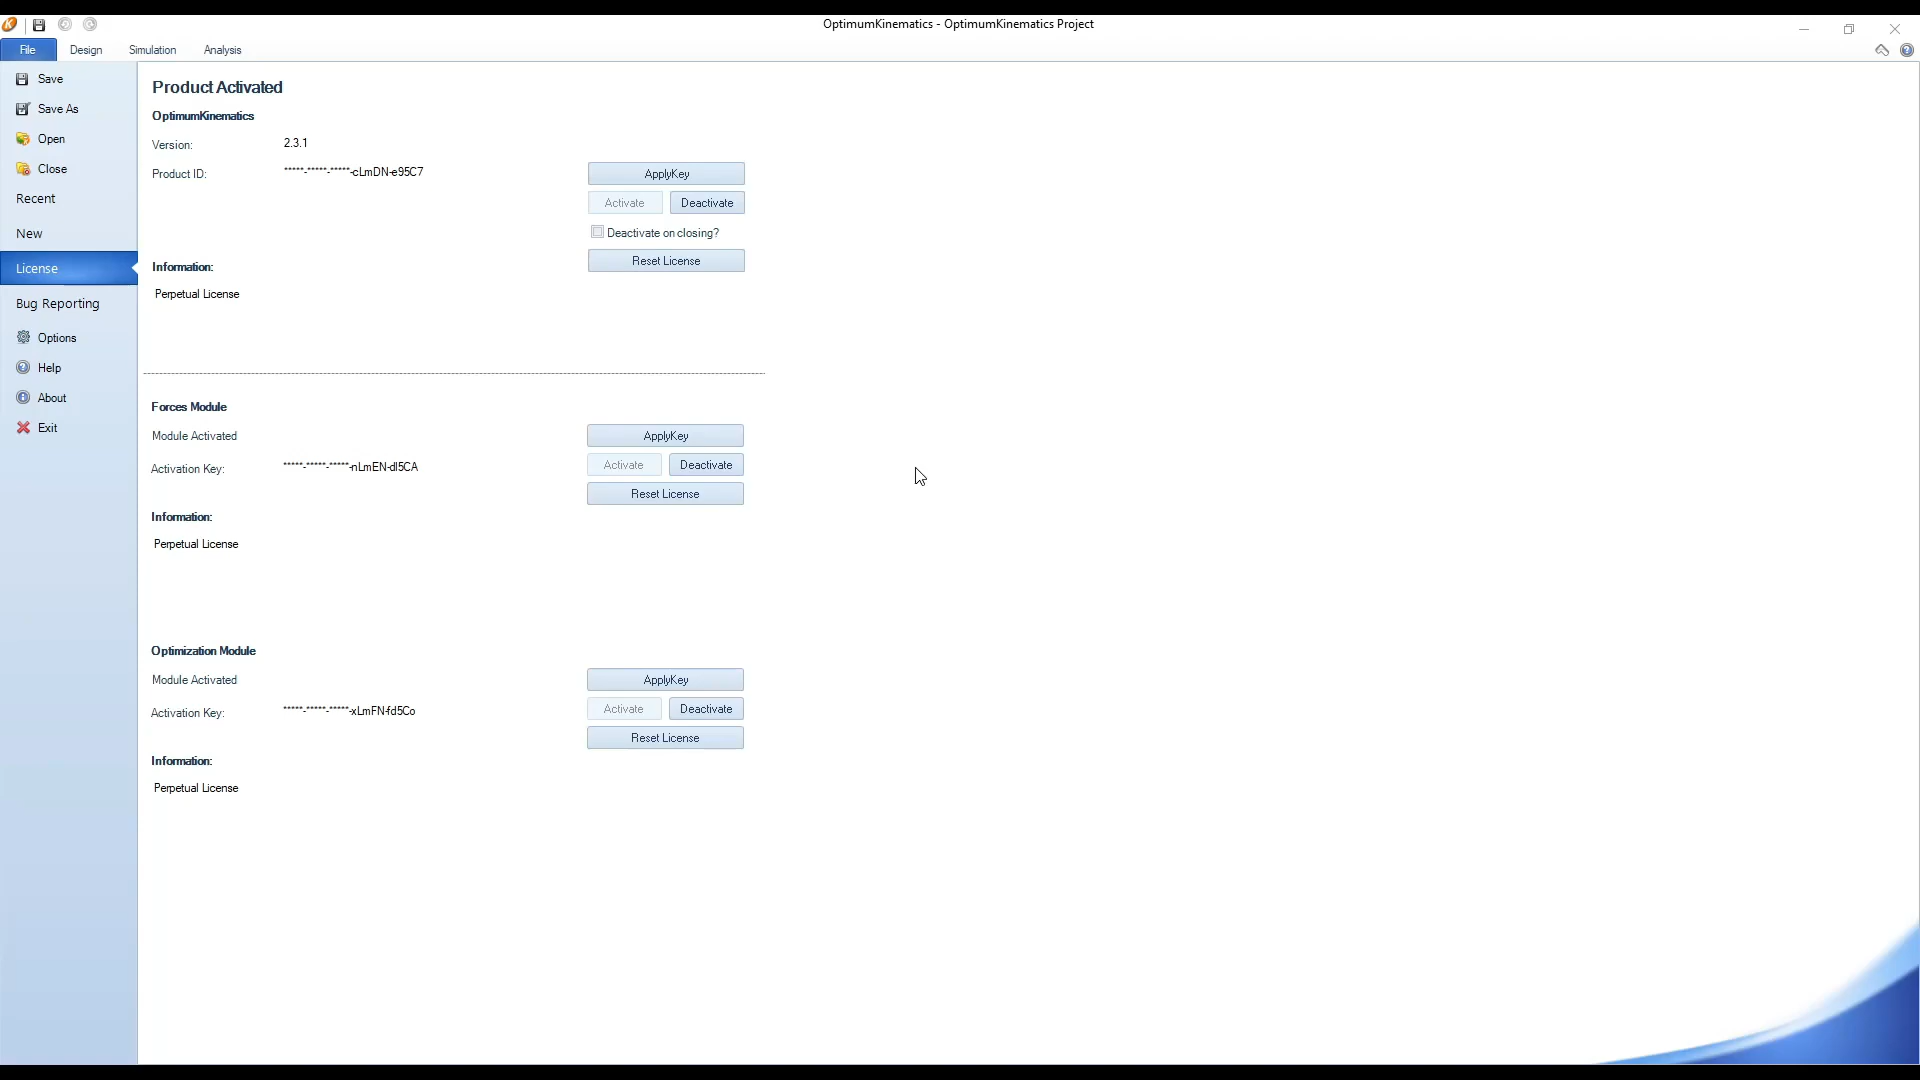 OptimumKinematics - OptimumKinematics Project
File Design Simulation Analysis
Save
Save As
Open
Close
Recent
New
License
Bug Reporting
Options
Help
About
Exit
Product Activated
OptimumKinematics
Version: 2.3.1
Product ID: *****-*****-*****-cLmDN-e95C7
ApplyKey
Activate Deactivate
Deactivate on closing?
Reset License
Information:
Perpetual License
Forces Module
Module Activated
ApplyKey
Activation Key: *****-*****-*****-nLmEN-dI5CA
Activate Deactivate
Reset License
Information:
Perpetual License
Optimization Module
Module Activated
ApplyKey
Activation Key: *****-*****-*****-xLmFN-fd5Co
Activate Deactivate
Reset License
Information:
Perpetual License